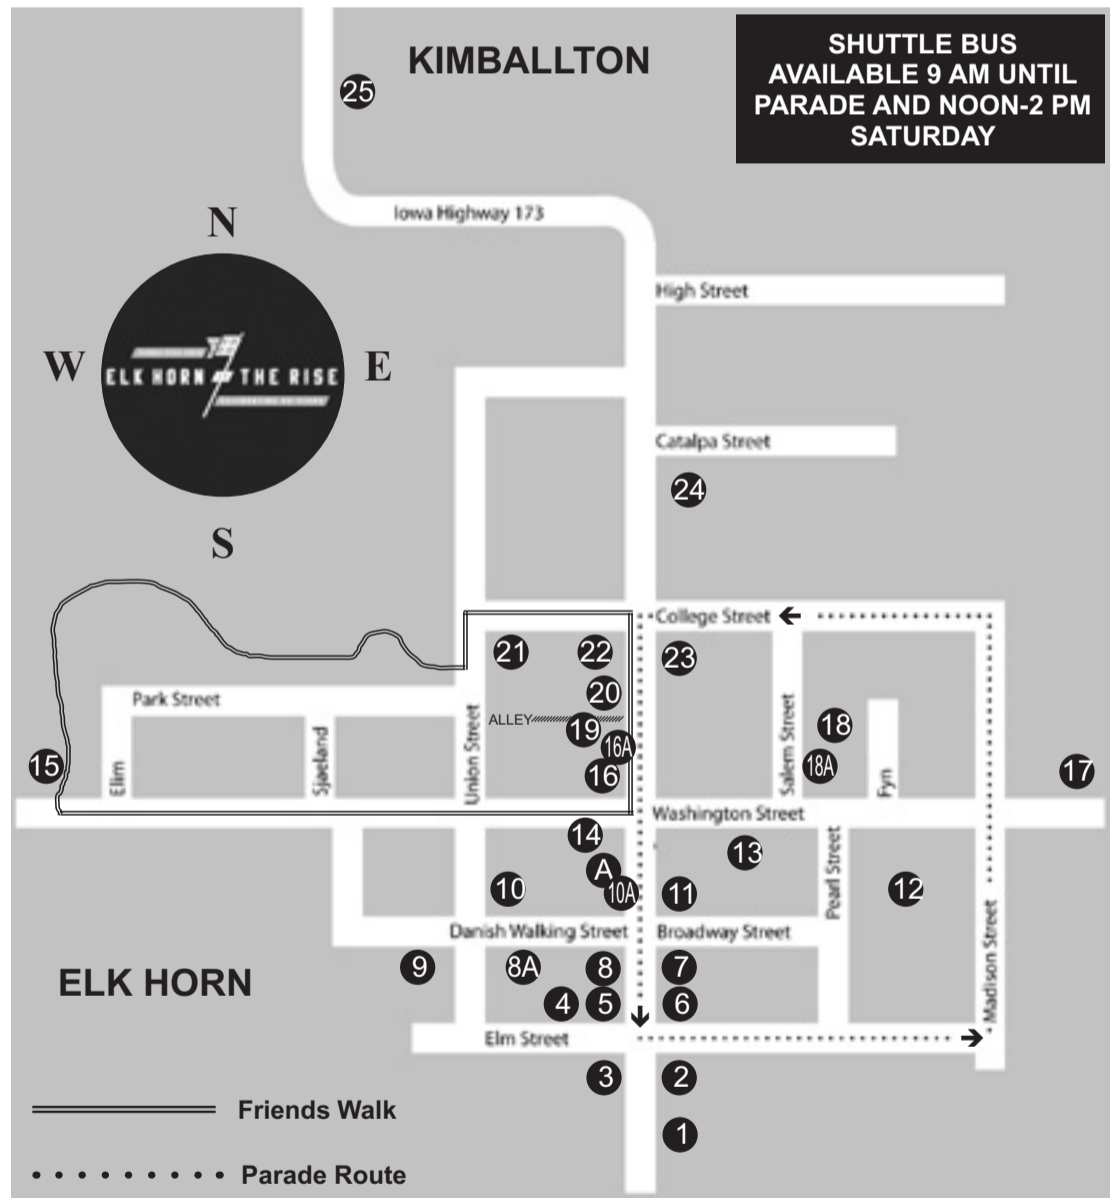 KIMBALLTON
SHUTTLE BUS
AVAILABLE 9 AM UNTIL
PARADE AND NOON-2 PM
SATURDAY
25
Iowa Highway 173
N
High Street
W
E
ELK HORN THE RISE
Catalpa Street
24
S
College Street
21
22
23
Park Street
20
ALLEY
19
18
16A
15
Elim
Sjaeland
Union Street
16
Salem Street
18A
Fyn
17
Washington Street
14
13
A
10
10A
11
Pearl Street
12
Danish Walking Street
Broadway Street
Madison Street
9
8A
8
7
ELK HORN
4
5
6
Elm Street
3
2
Friends Walk
1
Parade Route